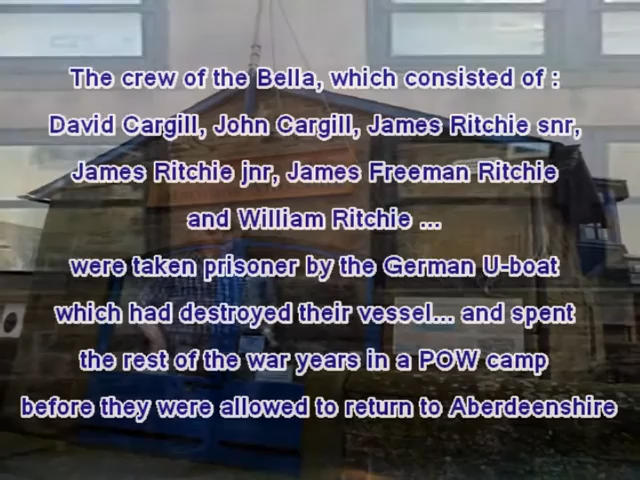 The crew of the Bella, which consisted of :
David Cargill, John Cargill, James Ritchie snr,
James Ritchie jnr, James Freeman Ritchie
and William Ritchie ...
were taken prisoner by the German U-boat
which had destroyed their vessel... and spent
the rest of the war years in a POW camp
before they were allowed to return to Aberdeenshire